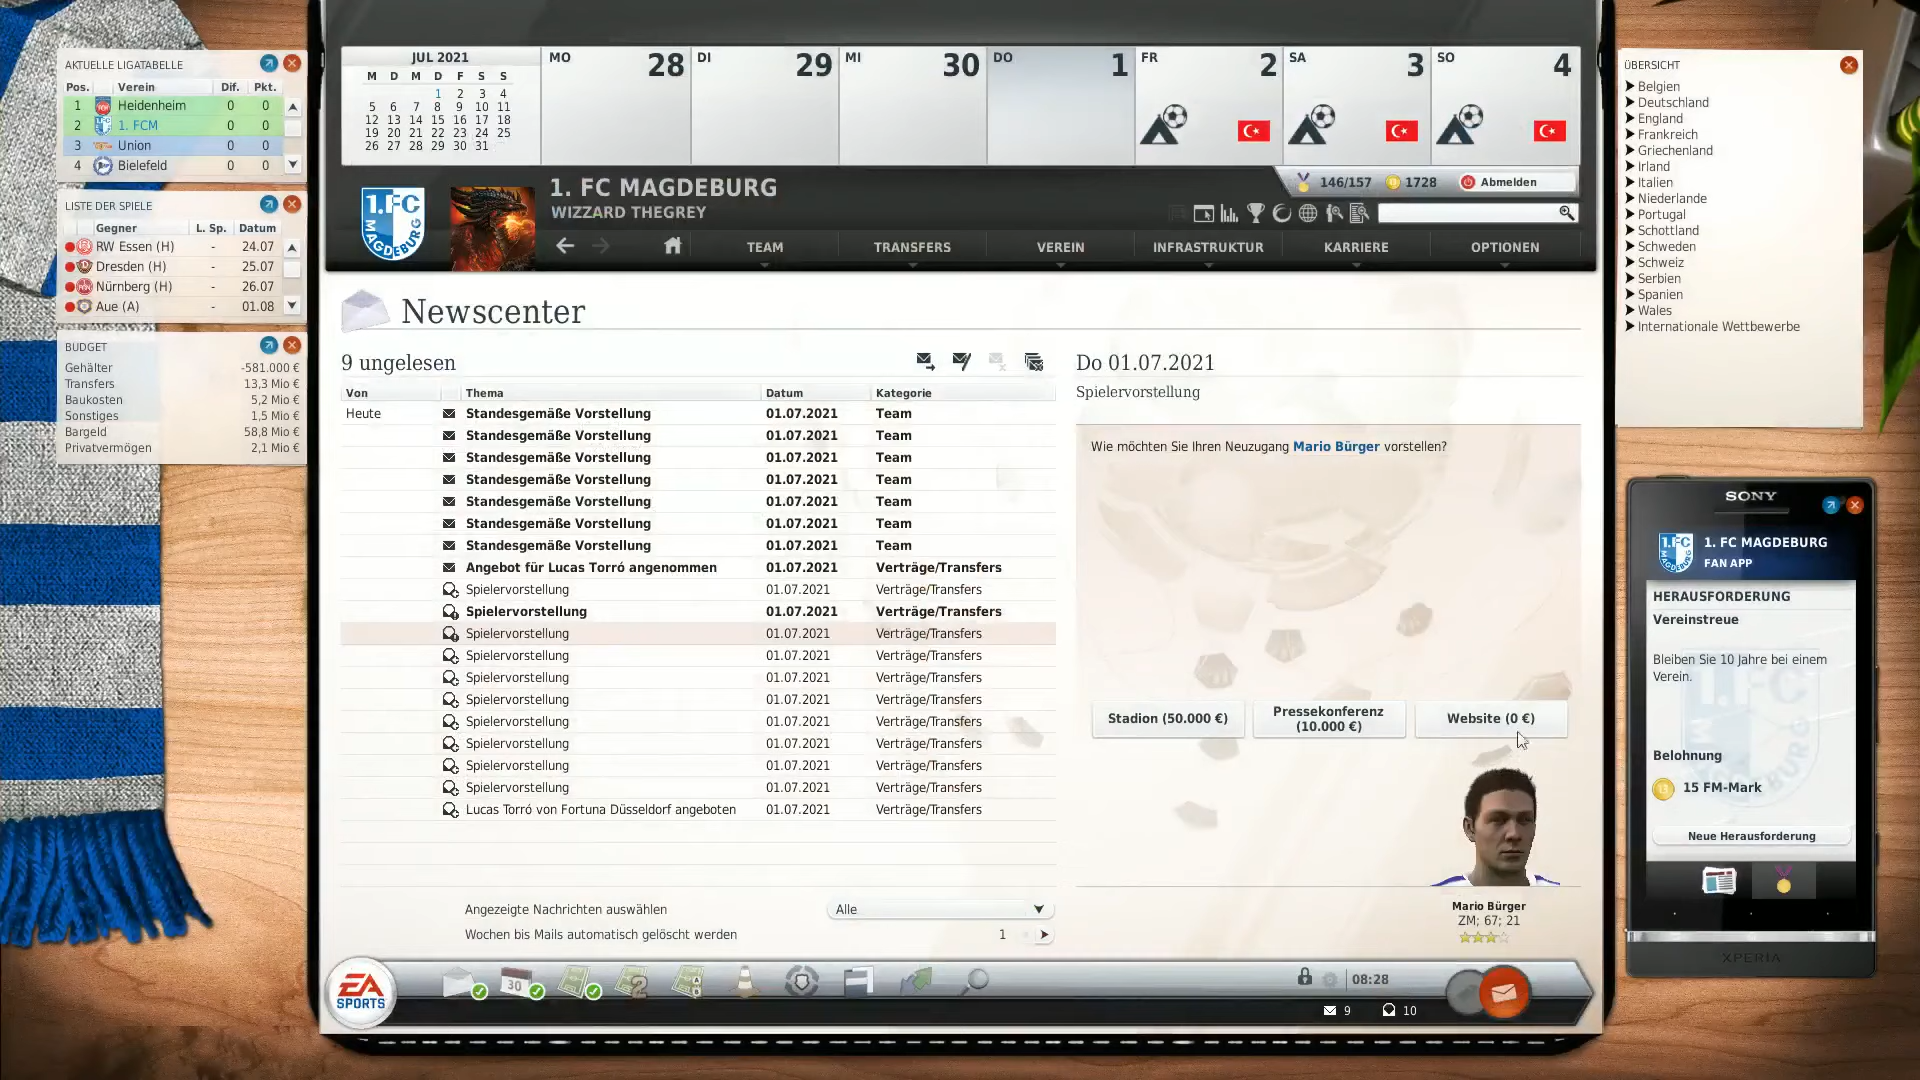 AKTUELLE LIGATABELLE
Pos. Verein Dif. Pkt.
1 Heidenheim 0 0
2 1. FCM 0 0
3 Union 0 0
4 Bielefeld 0 0
LISTE DER SPIELE
Gegner L. Sp. Datum
RW Essen (H) - 24.07
Dresden (H) - 25.07
Nürnberg (H) - 26.07
Aue (A) - 01.08
BUDGET
Gehälter -581.000 €
Transfers 13,3 Mio €
Baukosten 5,2 Mio €
Sonstiges 1,5 Mio €
Bargeld 58,8 Mio €
Privatvermögen 2,1 Mio €
JUL 2021
M D M D F S S
1 2 3 4
5 6 7 8 9 10 11
12 13 14 15 16 17 18
19 20 21 22 23 24 25
26 27 28 29 30 31
MO 28 DI 29 MI 30 DO 1 FR 2 SA 3 SO 4
146/157 1728 Abmelden
1.FC MAGDEBURG
1. FC MAGDEBURG
WIZZARD THEGREY
TEAM TRANSFERS VEREIN INFRASTRUKTUR KARRIERE OPTIONEN
Newscenter
9 ungelesen
Von Thema Datum Kategorie
Heute Standesgemäße Vorstellung 01.07.2021 Team
Standesgemäße Vorstellung 01.07.2021 Team
Standesgemäße Vorstellung 01.07.2021 Team
Standesgemäße Vorstellung 01.07.2021 Team
Standesgemäße Vorstellung 01.07.2021 Team
Standesgemäße Vorstellung 01.07.2021 Team
Standesgemäße Vorstellung 01.07.2021 Team
Angebot für Lucas Torró angenommen 01.07.2021 Verträge/Transfers
Spielervorstellung 01.07.2021 Verträge/Transfers
Spielervorstellung 01.07.2021 Verträge/Transfers
Spielervorstellung 01.07.2021 Verträge/Transfers
Spielervorstellung 01.07.2021 Verträge/Transfers
Spielervorstellung 01.07.2021 Verträge/Transfers
Spielervorstellung 01.07.2021 Verträge/Transfers
Spielervorstellung 01.07.2021 Verträge/Transfers
Spielervorstellung 01.07.2021 Verträge/Transfers
Spielervorstellung 01.07.2021 Verträge/Transfers
Spielervorstellung 01.07.2021 Verträge/Transfers
Lucas Torró von Fortuna Düsseldorf angeboten 01.07.2021 Verträge/Transfers
Angezeigte Nachrichten auswählen Alle
Wochen bis Mails automatisch gelöscht werden 1
Do 01.07.2021
Spielervorstellung
Wie möchten Sie Ihren Neuzugang Mario Bürger vorstellen?
Stadion (50.000 €)
Pressekonferenz
(10.000 €)
Website (0 €)
Mario Bürger
ZM; 67; 21
EA
SPORTS
30
2
08:28
9 10
ÜBERSICHT
Belgien
Deutschland
England
Frankreich
Griechenland
Irland
Italien
Niederlande
Portugal
Schottland
Schweden
Schweiz
Serbien
Spanien
Wales
Internationale Wettbewerbe
SONY
1. FC MAGDEBURG
FAN APP
HERAUSFORDERUNG
Vereinstreue
Bleiben Sie 10 Jahre bei einem
Verein.
Belohnung
15 FM-Mark
Neue Herausforderung
XPERIA